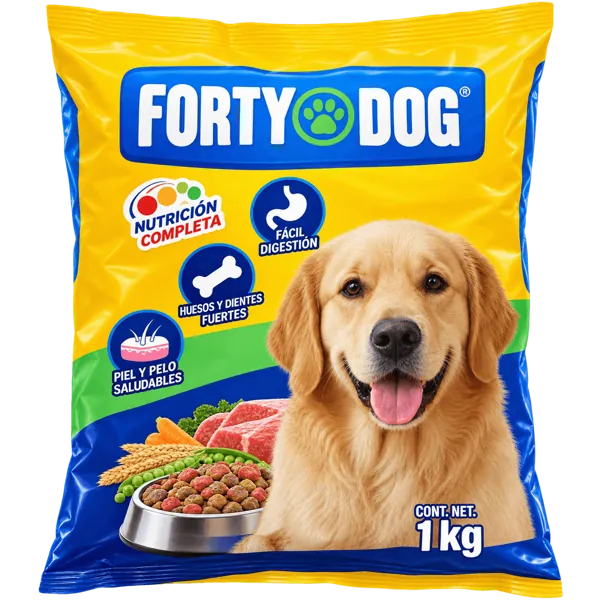 FORTY DOG®
NUTRICIÓN
COMPLETA
FÁCIL
DIGESTIÓN
HUESOS Y DIENTES
FUERTES
PIEL Y PELO
SALUDABLES
CONT. NET.
1 kg